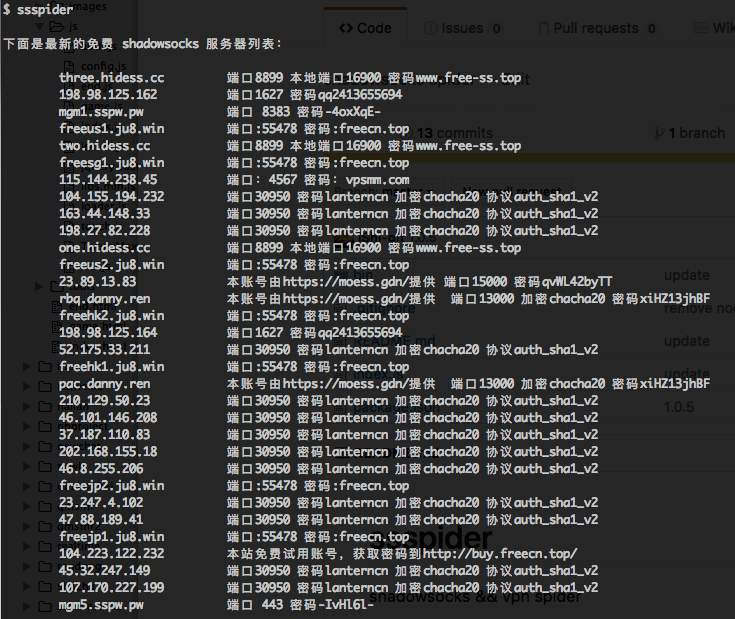 $ ssspider
下面是最新的免费 shadowsocks 服务器列表：
three.hidess.cc 端口8899 本地端口16900 密码www.free-ss.top
198.98.125.162 端口1627 密码qq2413655694
mgm1.sspw.pw 端口 8383 密码-4oxXqE-
freeus1.ju8.win 端口:55478 密码:freecn.top
two.hidess.cc 端口8899 本地端口16900 密码www.free-ss.top
freesg1.ju8.win 端口:55478 密码:freecn.top
115.144.238.45 端口：4567 密码：vpsmm.com
104.155.194.232 端口30950 密码lanterncn 加密chacha20 协议auth_sha1_v2
163.44.148.33 端口30950 密码lanterncn 加密chacha20 协议auth_sha1_v2
198.27.82.228 端口30950 密码lanterncn 加密chacha20 协议auth_sha1_v2
one.hidess.cc 端口8899 本地端口16900 密码www.free-ss.top
freeus2.ju8.win 端口:55478 密码:freecn.top
23.89.13.83 本账号由https://moess.gdn/提供 端口15000 密码qvWL42byTT
rbq.danny.ren 本账号由https://moess.gdn/提供 端口13000 加密chacha20 密码xiHZ13jhBF
freehk2.ju8.win 端口:55478 密码:freecn.top
198.98.125.164 端口1627 密码qq2413655694
52.175.33.211 端口30950 密码lanterncn 加密chacha20 协议auth_sha1_v2
freehk1.ju8.win 端口:55478 密码:freecn.top
pac.danny.ren 本账号由https://moess.gdn/提供 端口13000 加密chacha20 密码xiHZ13jhBF
210.129.50.23 端口30950 密码lanterncn 加密chacha20 协议auth_sha1_v2
46.101.146.208 端口30950 密码lanterncn 加密chacha20 协议auth_sha1_v2
37.187.110.83 端口30950 密码lanterncn 加密chacha20 协议auth_sha1_v2
202.168.155.18 端口30950 密码lanterncn 加密chacha20 协议auth_sha1_v2
46.8.255.206 端口30950 密码lanterncn 加密chacha20 协议auth_sha1_v2
freejp2.ju8.win 端口:55478 密码:freecn.top
23.247.4.102 端口30950 密码lanterncn 加密chacha20 协议auth_sha1_v2
47.88.189.41 端口30950 密码lanterncn 加密chacha20 协议auth_sha1_v2
freejp1.ju8.win 端口:55478 密码:freecn.top
104.223.122.232 本站免费试用账号，获取密码到http://buy.freecn.top/
45.32.247.149 端口30950 密码lanterncn 加密chacha20 协议auth_sha1_v2
107.170.227.199 端口30950 密码lanterncn 加密chacha20 协议auth_sha1_v2
mgm5.sspw.pw 端口 443 密码-IvHl6l-
images
js
config.js
Code
Issues 0
Pull requests 0
Wik
13 commits
1 branch
update
remove nod
update
update
1.0.5
ssspider
shadowsocks && vpn spider